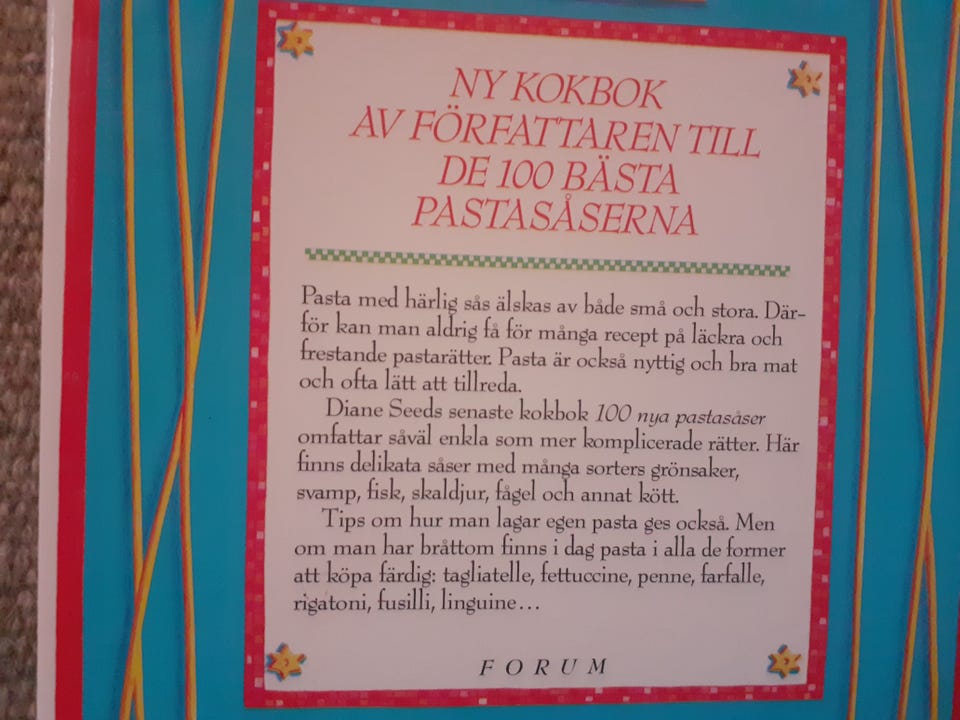 NY KOKBOK
AV FÖRFATTAREN TILL
DE 100 BÄSTA
PASTASÅSERNA
Pasta med härlig sås älskas av både små och stora. Där-
för kan man aldrig få för många recept på läckra och
frestande pastarätter. Pasta är också nyttig och bra mat
och ofta lätt att tillreda.
Diane Seeds senaste kokbok 100 nya pastasåser
omfattar såväl enkla som mer komplicerade rätter. Här
finns delikata såser med många sorters grönsaker,
svamp, fisk, skaldjur, fågel och annat kött.
Tips om hur man lagar egen pasta ges också. Men
om man har bråttom finns i dag pasta i alla de former
att köpa färdig: tagliatelle, fettuccine, penne, farfalle,
rigatoni, fusilli, linguine...
FORUM